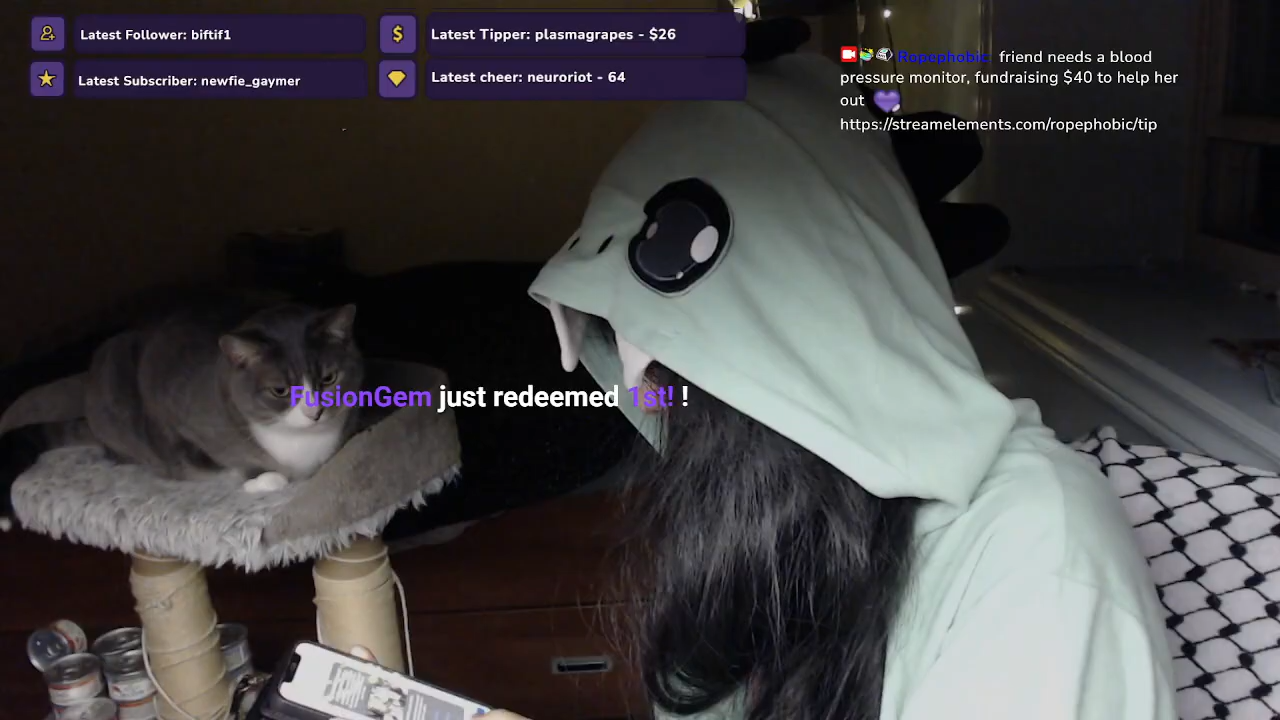 Latest Follower: biftif1
Latest Tipper: plasmagrapes - $26
Latest Subscriber: newfie_gaymer
Latest cheer: neuroriot - 64
Ropephobic friend needs a blood
pressure monitor, fundraising $40 to help her
out
https://streamelements.com/ropephobic/tip
FusionGem just redeemed 1st! !